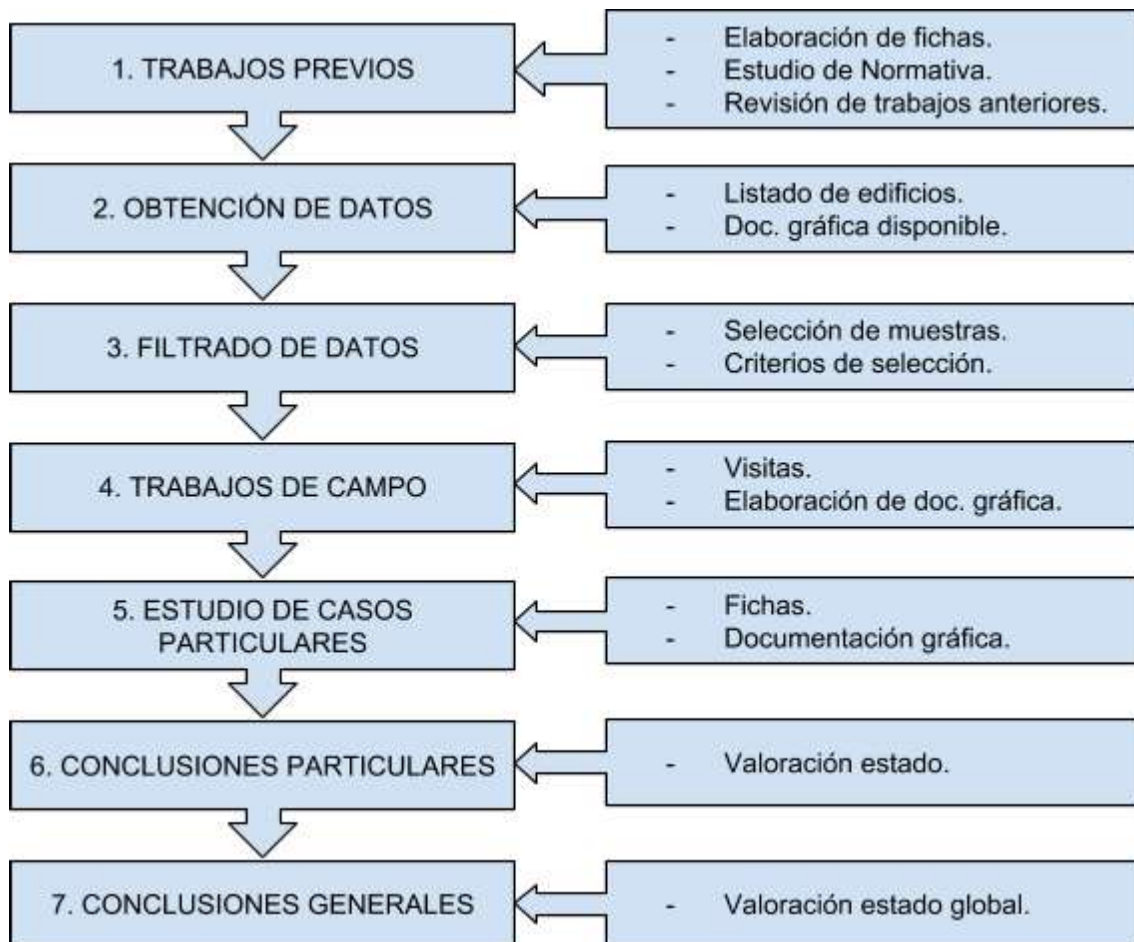 1. TRABAJOS PREVIOS
- Elaboración de fichas.
- Estudio de Normativa.
- Revisión de trabajos anteriores.
2. OBTENCIÓN DE DATOS
- Listado de edificios.
- Doc. gráfica disponible.
3. FILTRADO DE DATOS
- Selección de muestras.
- Criterios de selección.
4. TRABAJOS DE CAMPO
- Visitas.
- Elaboración de doc. gráfica.
5. ESTUDIO DE CASOS
PARTICULARES
- Fichas.
- Documentación gráfica.
6. CONCLUSIONES PARTICULARES
- Valoración estado.
7. CONCLUSIONES GENERALES
- Valoración estado global.